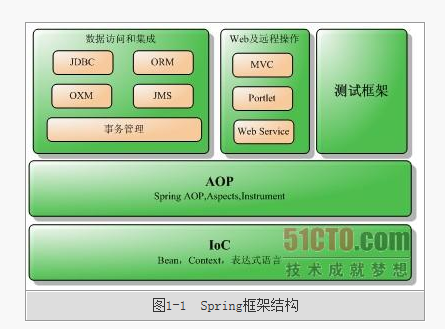 数据访问和集成
JDBC
ORM
OXM
JMS
事务管理
Web及远程操作
MVC
Portlet
Web Service
测试框架
AOP
Spring AOP,Aspects,Instrument
IoC
Bean，Context，表达式语言
51CTO.com
技术成就梦想
图1-1 Spring框架结构